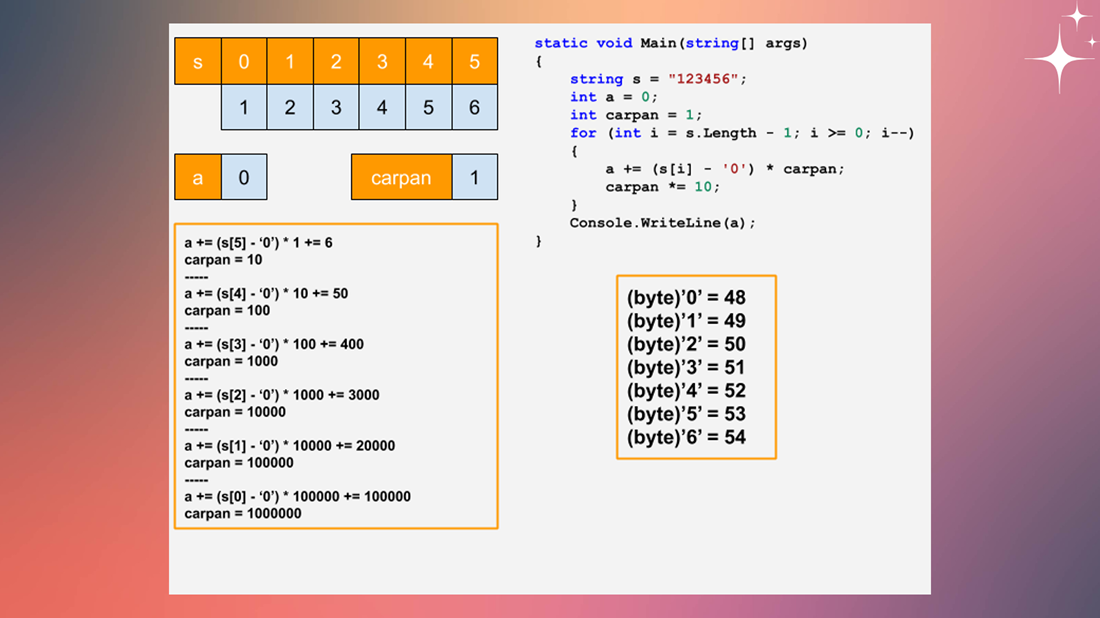 s 0 1 2 3 4 5
1 2 3 4 5 6
a 0
carpan 1
a += (s[5] - ‘0’) * 1 += 6
carpan = 10
-----
a += (s[4] - ‘0’) * 10 += 50
carpan = 100
-----
a += (s[3] - ‘0’) * 100 += 400
carpan = 1000
-----
a += (s[2] - ‘0’) * 1000 += 3000
carpan = 10000
-----
a += (s[1] - ‘0’) * 10000 += 20000
carpan = 100000
-----
a += (s[0] - ‘0’) * 100000 += 100000
carpan = 1000000
static void Main(string[] args)
{
    string s = "123456";
    int a = 0;
    int carpan = 1;
    for (int i = s.Length - 1; i >= 0; i--)
    {
        a += (s[i] - '0') * carpan;
        carpan *= 10;
    }
    Console.WriteLine(a);
}
(byte)’0’ = 48
(byte)’1’ = 49
(byte)’2’ = 50
(byte)’3’ = 51
(byte)’4’ = 52
(byte)’5’ = 53
(byte)’6’ = 54